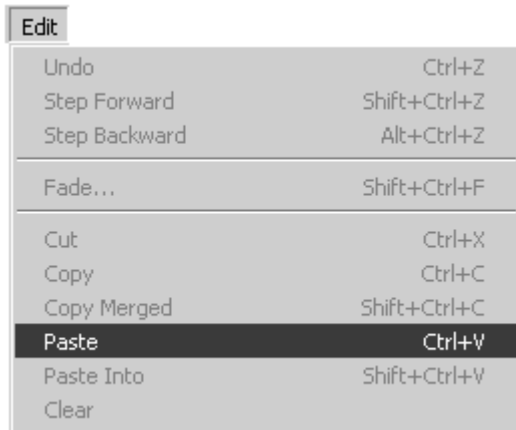 Edit
Undo Ctrl+Z
Step Forward Shift+Ctrl+Z
Step Backward Alt+Ctrl+Z
Fade... Shift+Ctrl+F
Cut Ctrl+X
Copy Ctrl+C
Copy Merged Shift+Ctrl+C
Paste Ctrl+V
Paste Into Shift+Ctrl+V
Clear